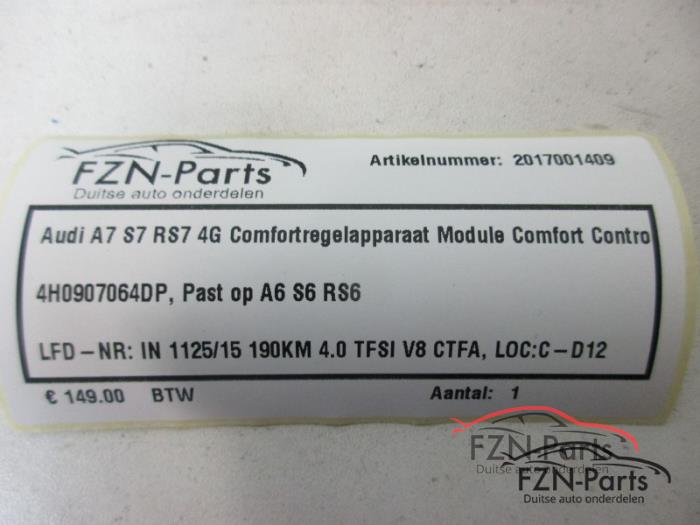 FZN-Parts
Duitse auto onderdelen
Artikelnummer: 2017001409
Audi A7 S7 RS7 4G Comfortregelapparaat Module Comfort Contro
4H0907064DP, Past op A6 S6 RS6
LFD-NR: IN 1125/15 190KM 4.0 TFSI V8 CTFA, LOC:C-D12
€ 149.00 BTW
Aantal: 1
FZN-Parts
Duitse auto onderdelen
FZN-Parts
Duitse auto onderdelen